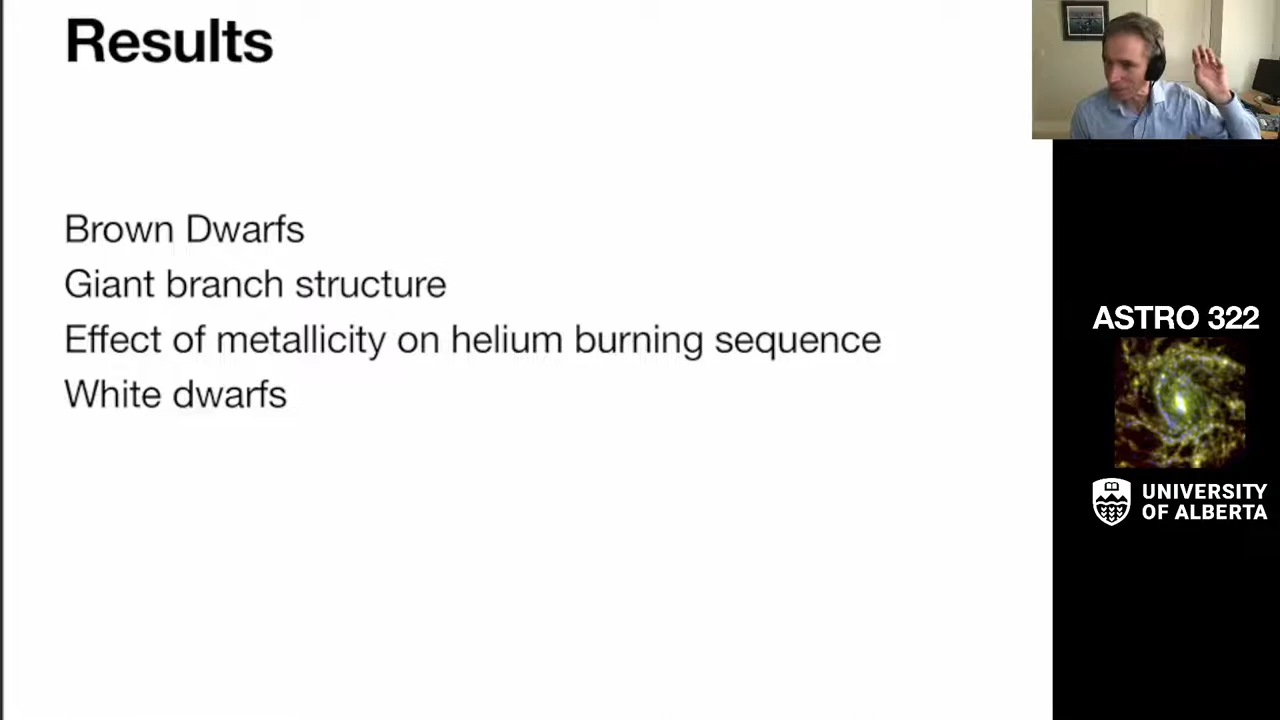 Results
Brown Dwarfs
Giant branch structure
Effect of metallicity on helium burning sequence
White dwarfs
ASTRO 322
UNIVERSITY
OF ALBERTA